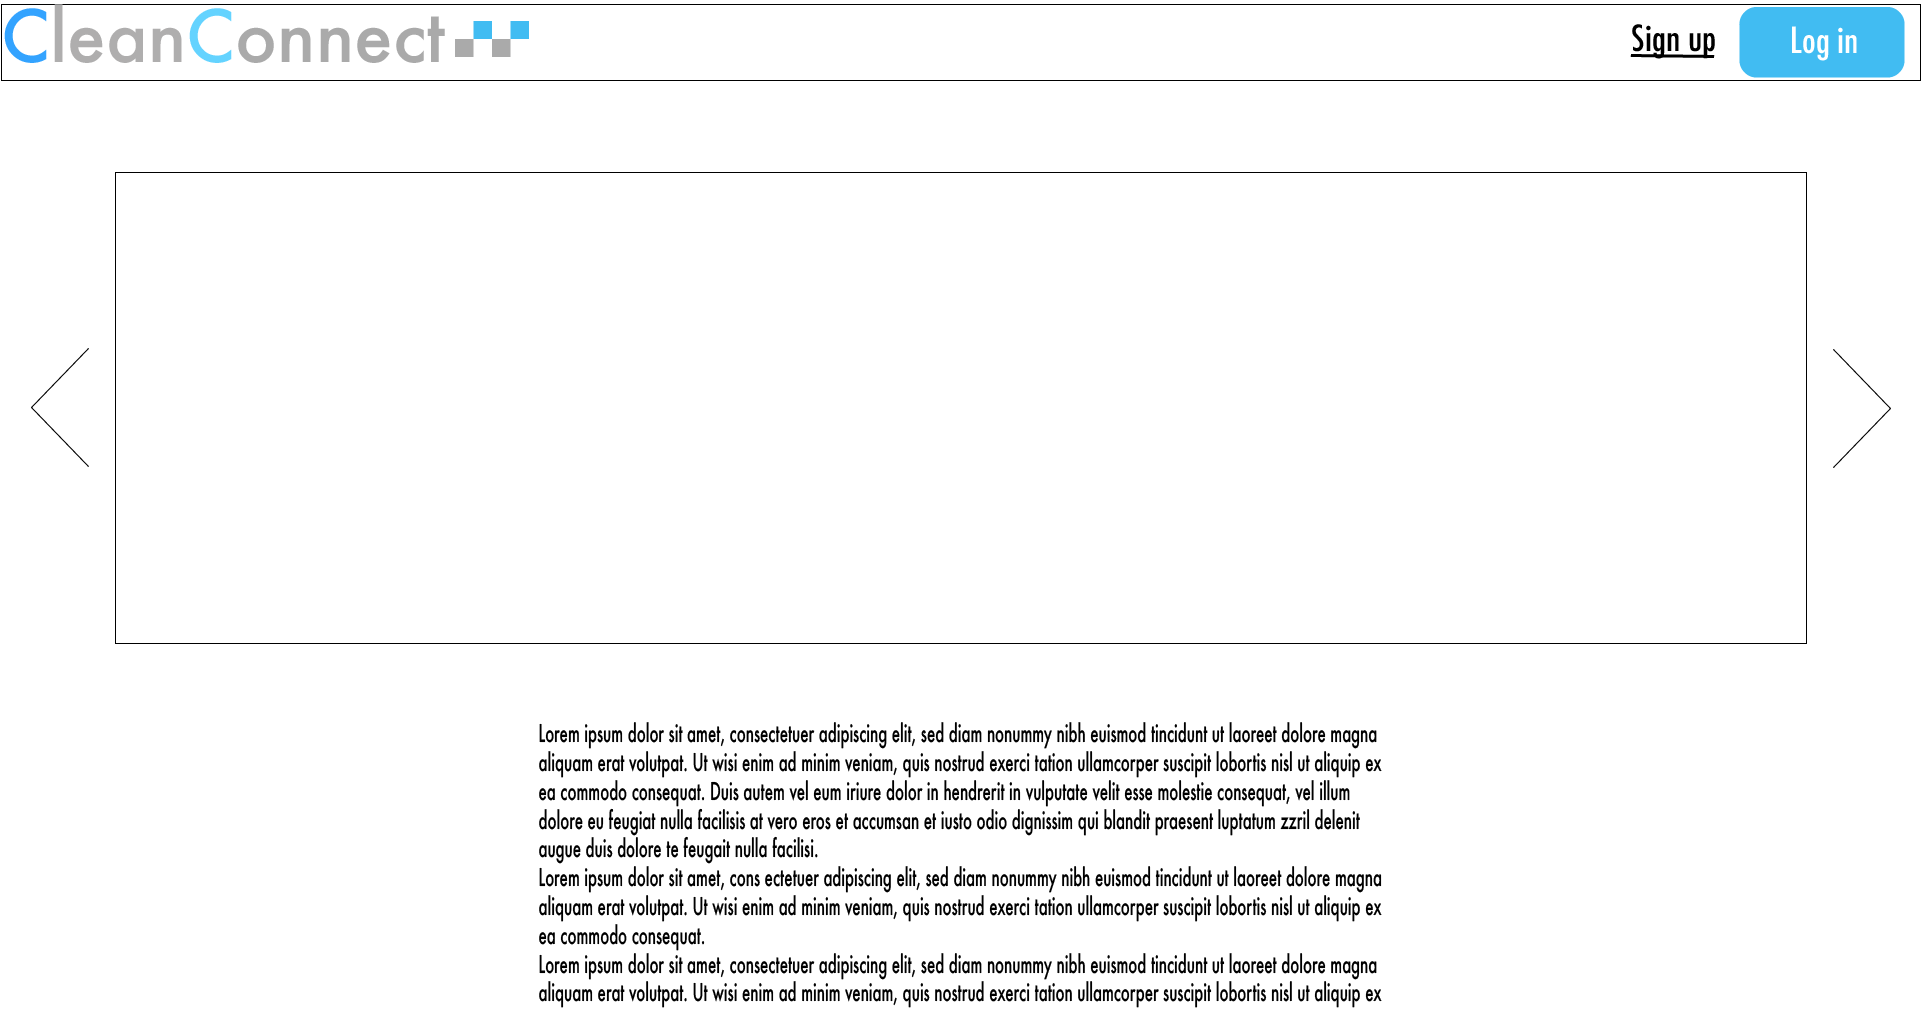 CleanConnect
Sign up
Log in
Lorem ipsum dolor sit amet, consectetuer adipiscing elit, sed diam nonummy nibh euismod tincidunt ut laoreet dolore magna
aliquam erat volutpat. Ut wisi enim ad minim veniam, quis nostrud exerci tation ullamcorper suscipit lobortis nisl ut aliquip ex
ea commodo consequat. Duis autem vel eum iriure dolor in hendrerit in vulputate velit esse molestie consequat, vel illum
dolore eu feugiat nulla facilisis at vero eros et accumsan et iusto odio dignissim qui blandit praesent luptatum zzril delenit
augue duis dolore te feugait nulla facilisi.
Lorem ipsum dolor sit amet, cons ectetuer adipiscing elit, sed diam nonummy nibh euismod tincidunt ut laoreet dolore magna
aliquam erat volutpat. Ut wisi enim ad minim veniam, quis nostrud exerci tation ullamcorper suscipit lobortis nisl ut aliquip ex
ea commodo consequat.
Lorem ipsum dolor sit amet, consectetuer adipiscing elit, sed diam nonummy nibh euismod tincidunt ut laoreet dolore magna
aliquam erat volutpat. Ut wisi enim ad minim veniam, quis nostrud exerci tation ullamcorper suscipit lobortis nisl ut aliquip ex